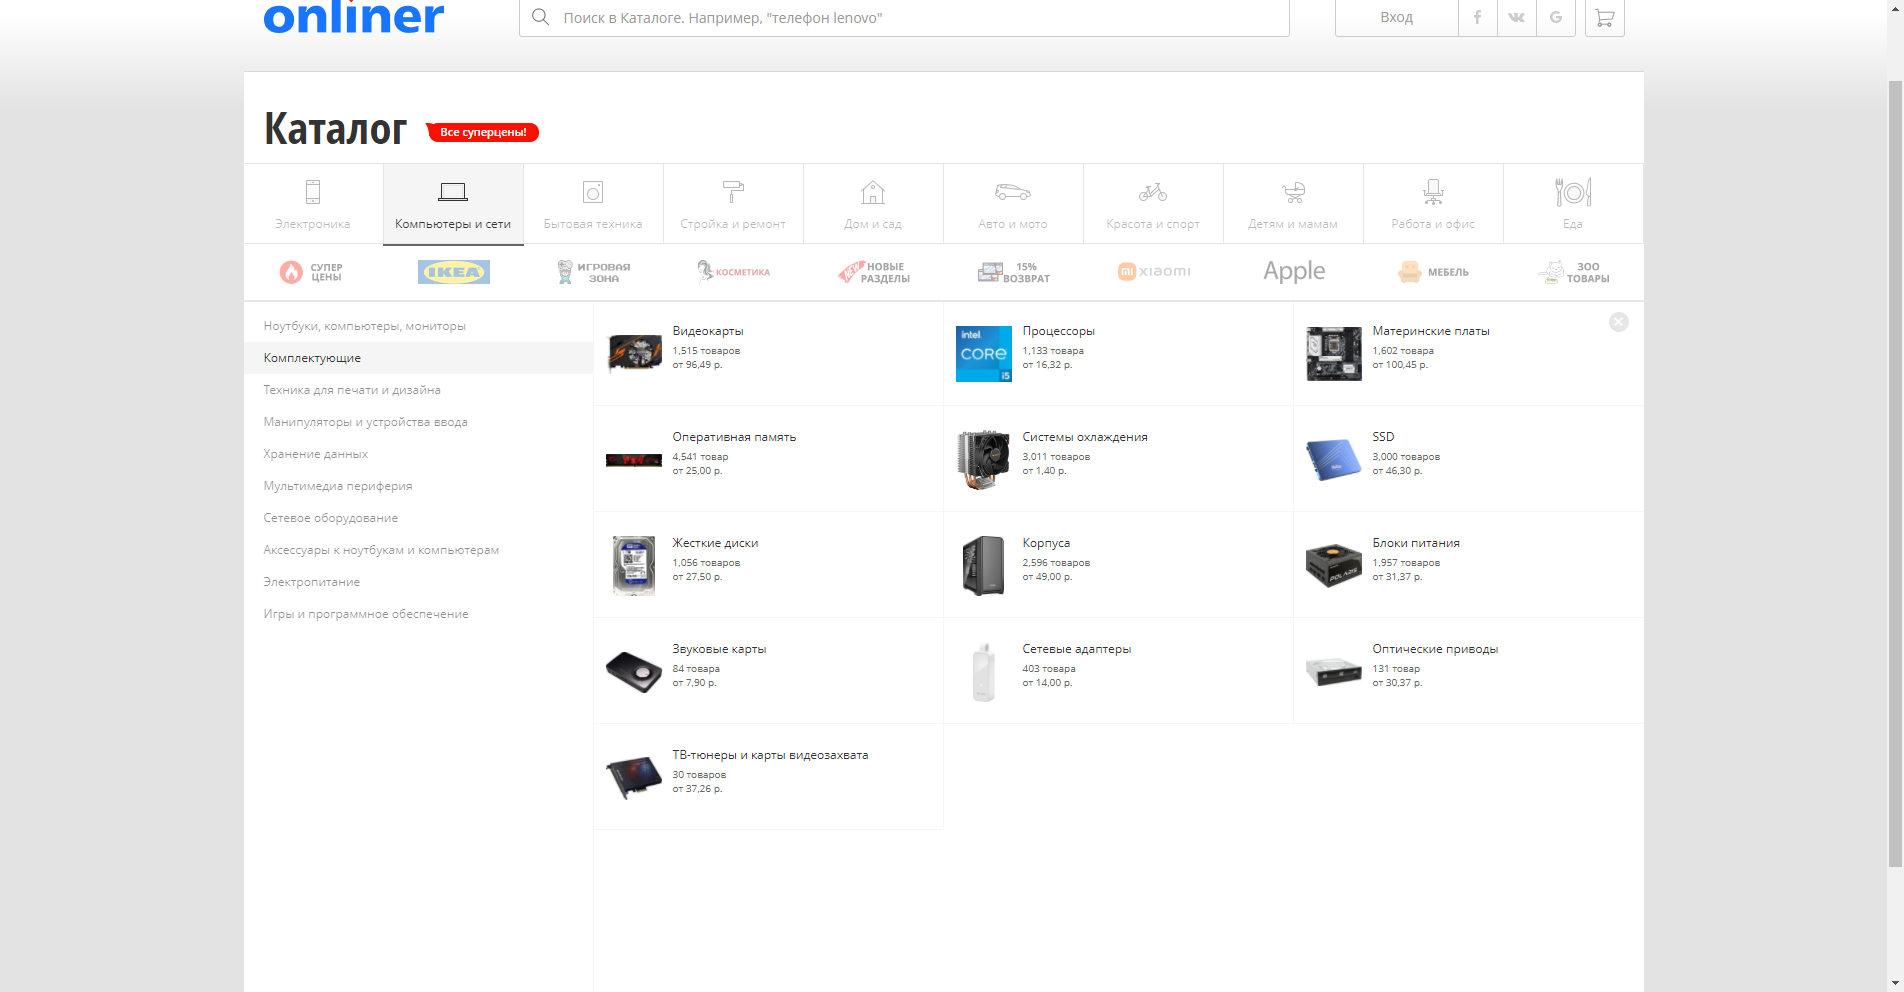 onliner
Поиск в Каталоге. Например, "телефон lenovo"
Вход
Каталог
Все суперцены!
Электроника
Компьютеры и сети
Бытовая техника
Стройка и ремонт
Дом и сад
Авто и мото
Красота и спорт
Детям и мамам
Работа и офис
Еда
СУПЕР
ЦЕНЫ
IKEA
ИГРОВАЯ
ЗОНА
КОСМЕТИКА
NEW
НОВЫЕ
РАЗДЕЛЫ
15%
ВОЗВРАТ
mi xiaomi
Apple
МЕБЕЛЬ
ЗОО
ТОВАРЫ
Ноутбуки, компьютеры, мониторы
Комплектующие
Техника для печати и дизайна
Манипуляторы и устройства ввода
Хранение данных
Мультимедиа периферия
Сетевое оборудование
Аксессуары к ноутбукам и компьютерам
Электропитание
Игры и программное обеспечение
Видеокарты
1,515 товаров
от 96,49 р.
intel
CORE
i5
Процессоры
1,133 товара
от 16,32 р.
Материнские платы
1,602 товара
от 100,45 р.
Оперативная память
4,541 товар
от 25,00 р.
Системы охлаждения
3,011 товаров
от 1,40 р.
SSD
3,000 товаров
от 46,30 р.
Жесткие диски
1,056 товаров
от 27,50 р.
Корпуса
2,596 товаров
от 49,00 р.
POLARIS
Блоки питания
1,957 товаров
от 31,37 р.
Звуковые карты
84 товара
от 7,90 р.
Сетевые адаптеры
403 товара
от 14,00 р.
Оптические приводы
131 товар
от 30,37 р.
ТВ-тюнеры и карты видеозахвата
30 товаров
от 37,26 р.